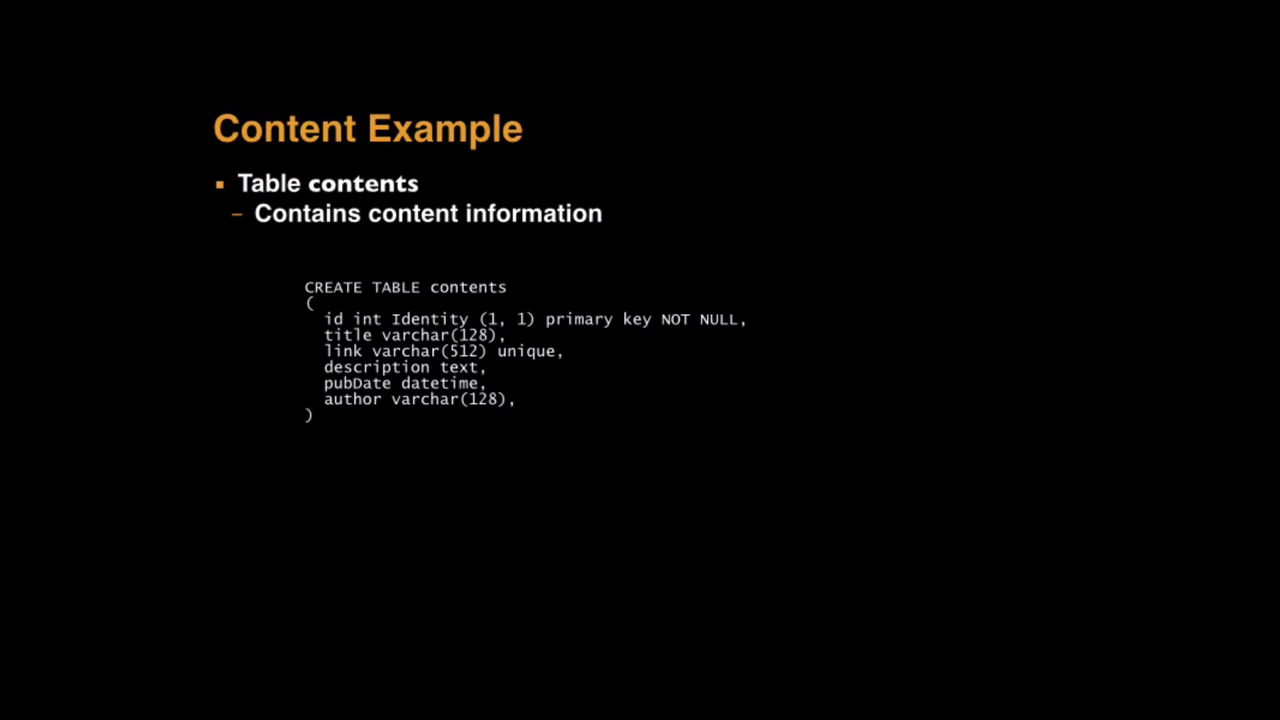 Content Example
▪ Table contents
– Contains content information
CREATE TABLE contents
(
id int Identity (1, 1) primary key NOT NULL,
title varchar(128),
link varchar(512) unique,
description text,
pubDate datetime,
author varchar(128),
)